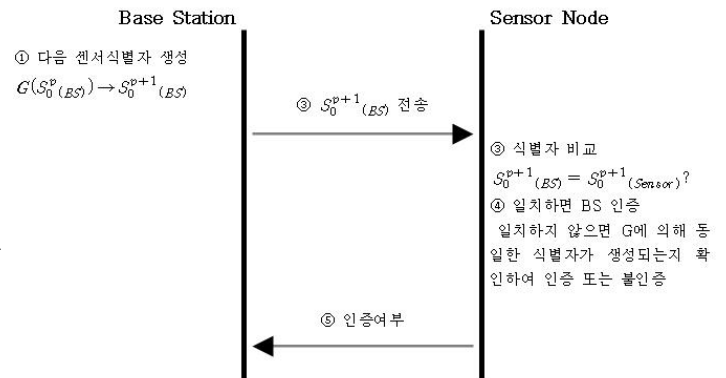 Base Station
Sensor Node
① 다음 센서식별자 생성
G(S₀ᵖ₍BS₎)→S₀ᵖ⁺¹₍BS₎
③ S₀ᵖ⁺¹₍BS₎ 전송
③ 식별자 비교
S₀ᵖ⁺¹₍BS₎= S₀ᵖ⁺¹₍Sensor₎?
④ 일치하면 BS 인증
일치하지 않으면 G에 의해 동
일한 식별자가 생성되는지 확
인하여 인증 또는 불인증
⑤ 인증여부